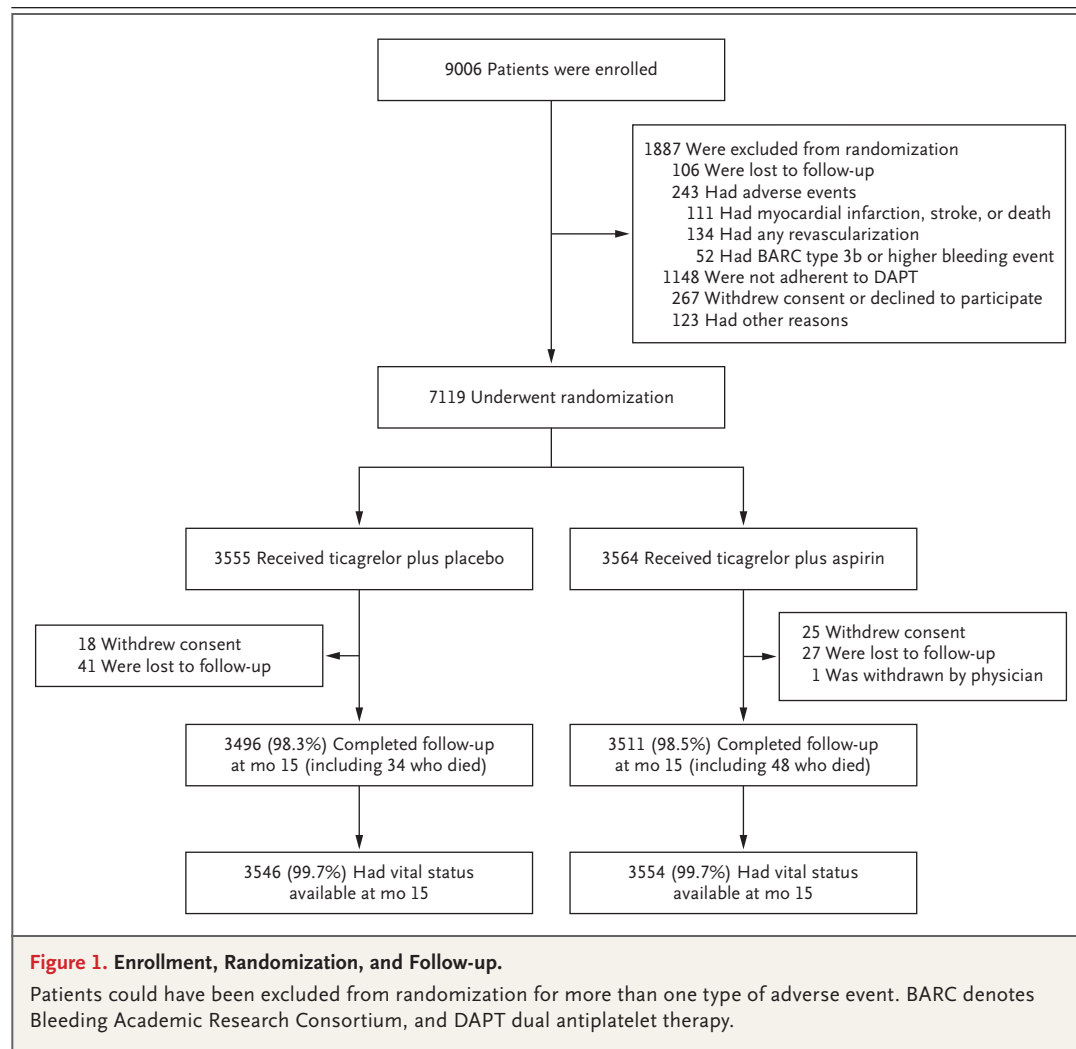 9006 Patients were enrolled
1887 Were excluded from randomization
106 Were lost to follow-up
243 Had adverse events
111 Had myocardial infarction, stroke, or death
134 Had any revascularization
52 Had BARC type 3b or higher bleeding event
1148 Were not adherent to DAPT
267 Withdrew consent or declined to participate
123 Had other reasons
7119 Underwent randomization
3555 Received ticagrelor plus placebo
3564 Received ticagrelor plus aspirin
18 Withdrew consent
41 Were lost to follow-up
25 Withdrew consent
27 Were lost to follow-up
1 Was withdrawn by physician
3496 (98.3%) Completed follow-up
at mo 15 (including 34 who died)
3511 (98.5%) Completed follow-up
at mo 15 (including 48 who died)
3546 (99.7%) Had vital status
available at mo 15
3554 (99.7%) Had vital status
available at mo 15
Figure 1. Enrollment, Randomization, and Follow-up.
Patients could have been excluded from randomization for more than one type of adverse event. BARC denotes
Bleeding Academic Research Consortium, and DAPT dual antiplatelet therapy.